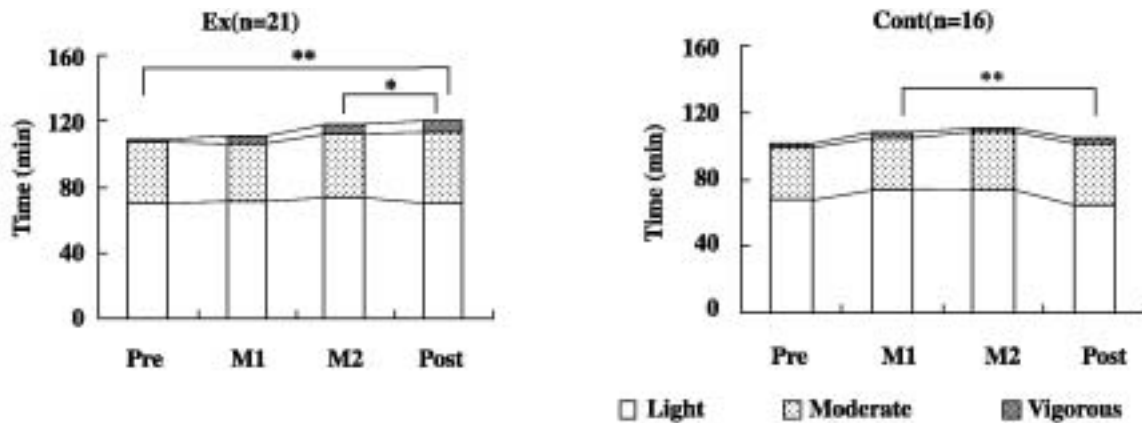 Ex(n=21)
160
120
80
40
0
Time (min)
**
*
Pre M1 M2 Post
Cont(n=16)
160
120
80
40
0
Time (min)
**
Pre M1 M2 Post
Light Moderate Vigorous